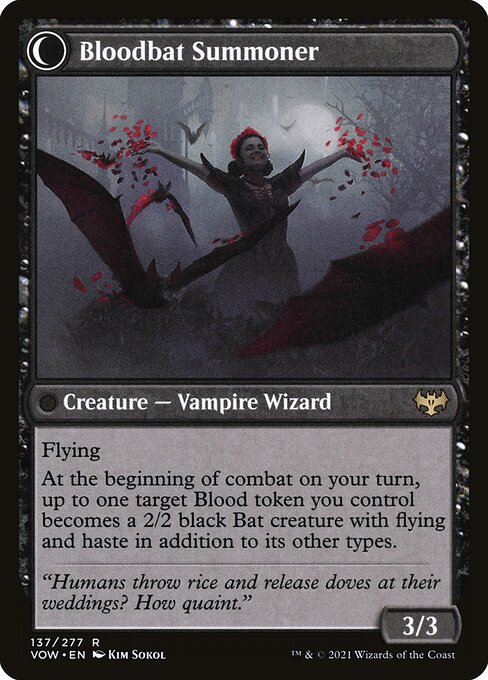 Bloodbat Summoner
Creature — Vampire Wizard
Flying
At the beginning of combat on your turn,
up to one target Blood token you control
becomes a 2/2 black Bat creature with flying
and haste in addition to its other types.
“Humans throw rice and release doves at their
weddings? How quaint.”
3/3
137/277 R
VOW • EN Kim Sokol
™ & © 2021 Wizards of the Coast